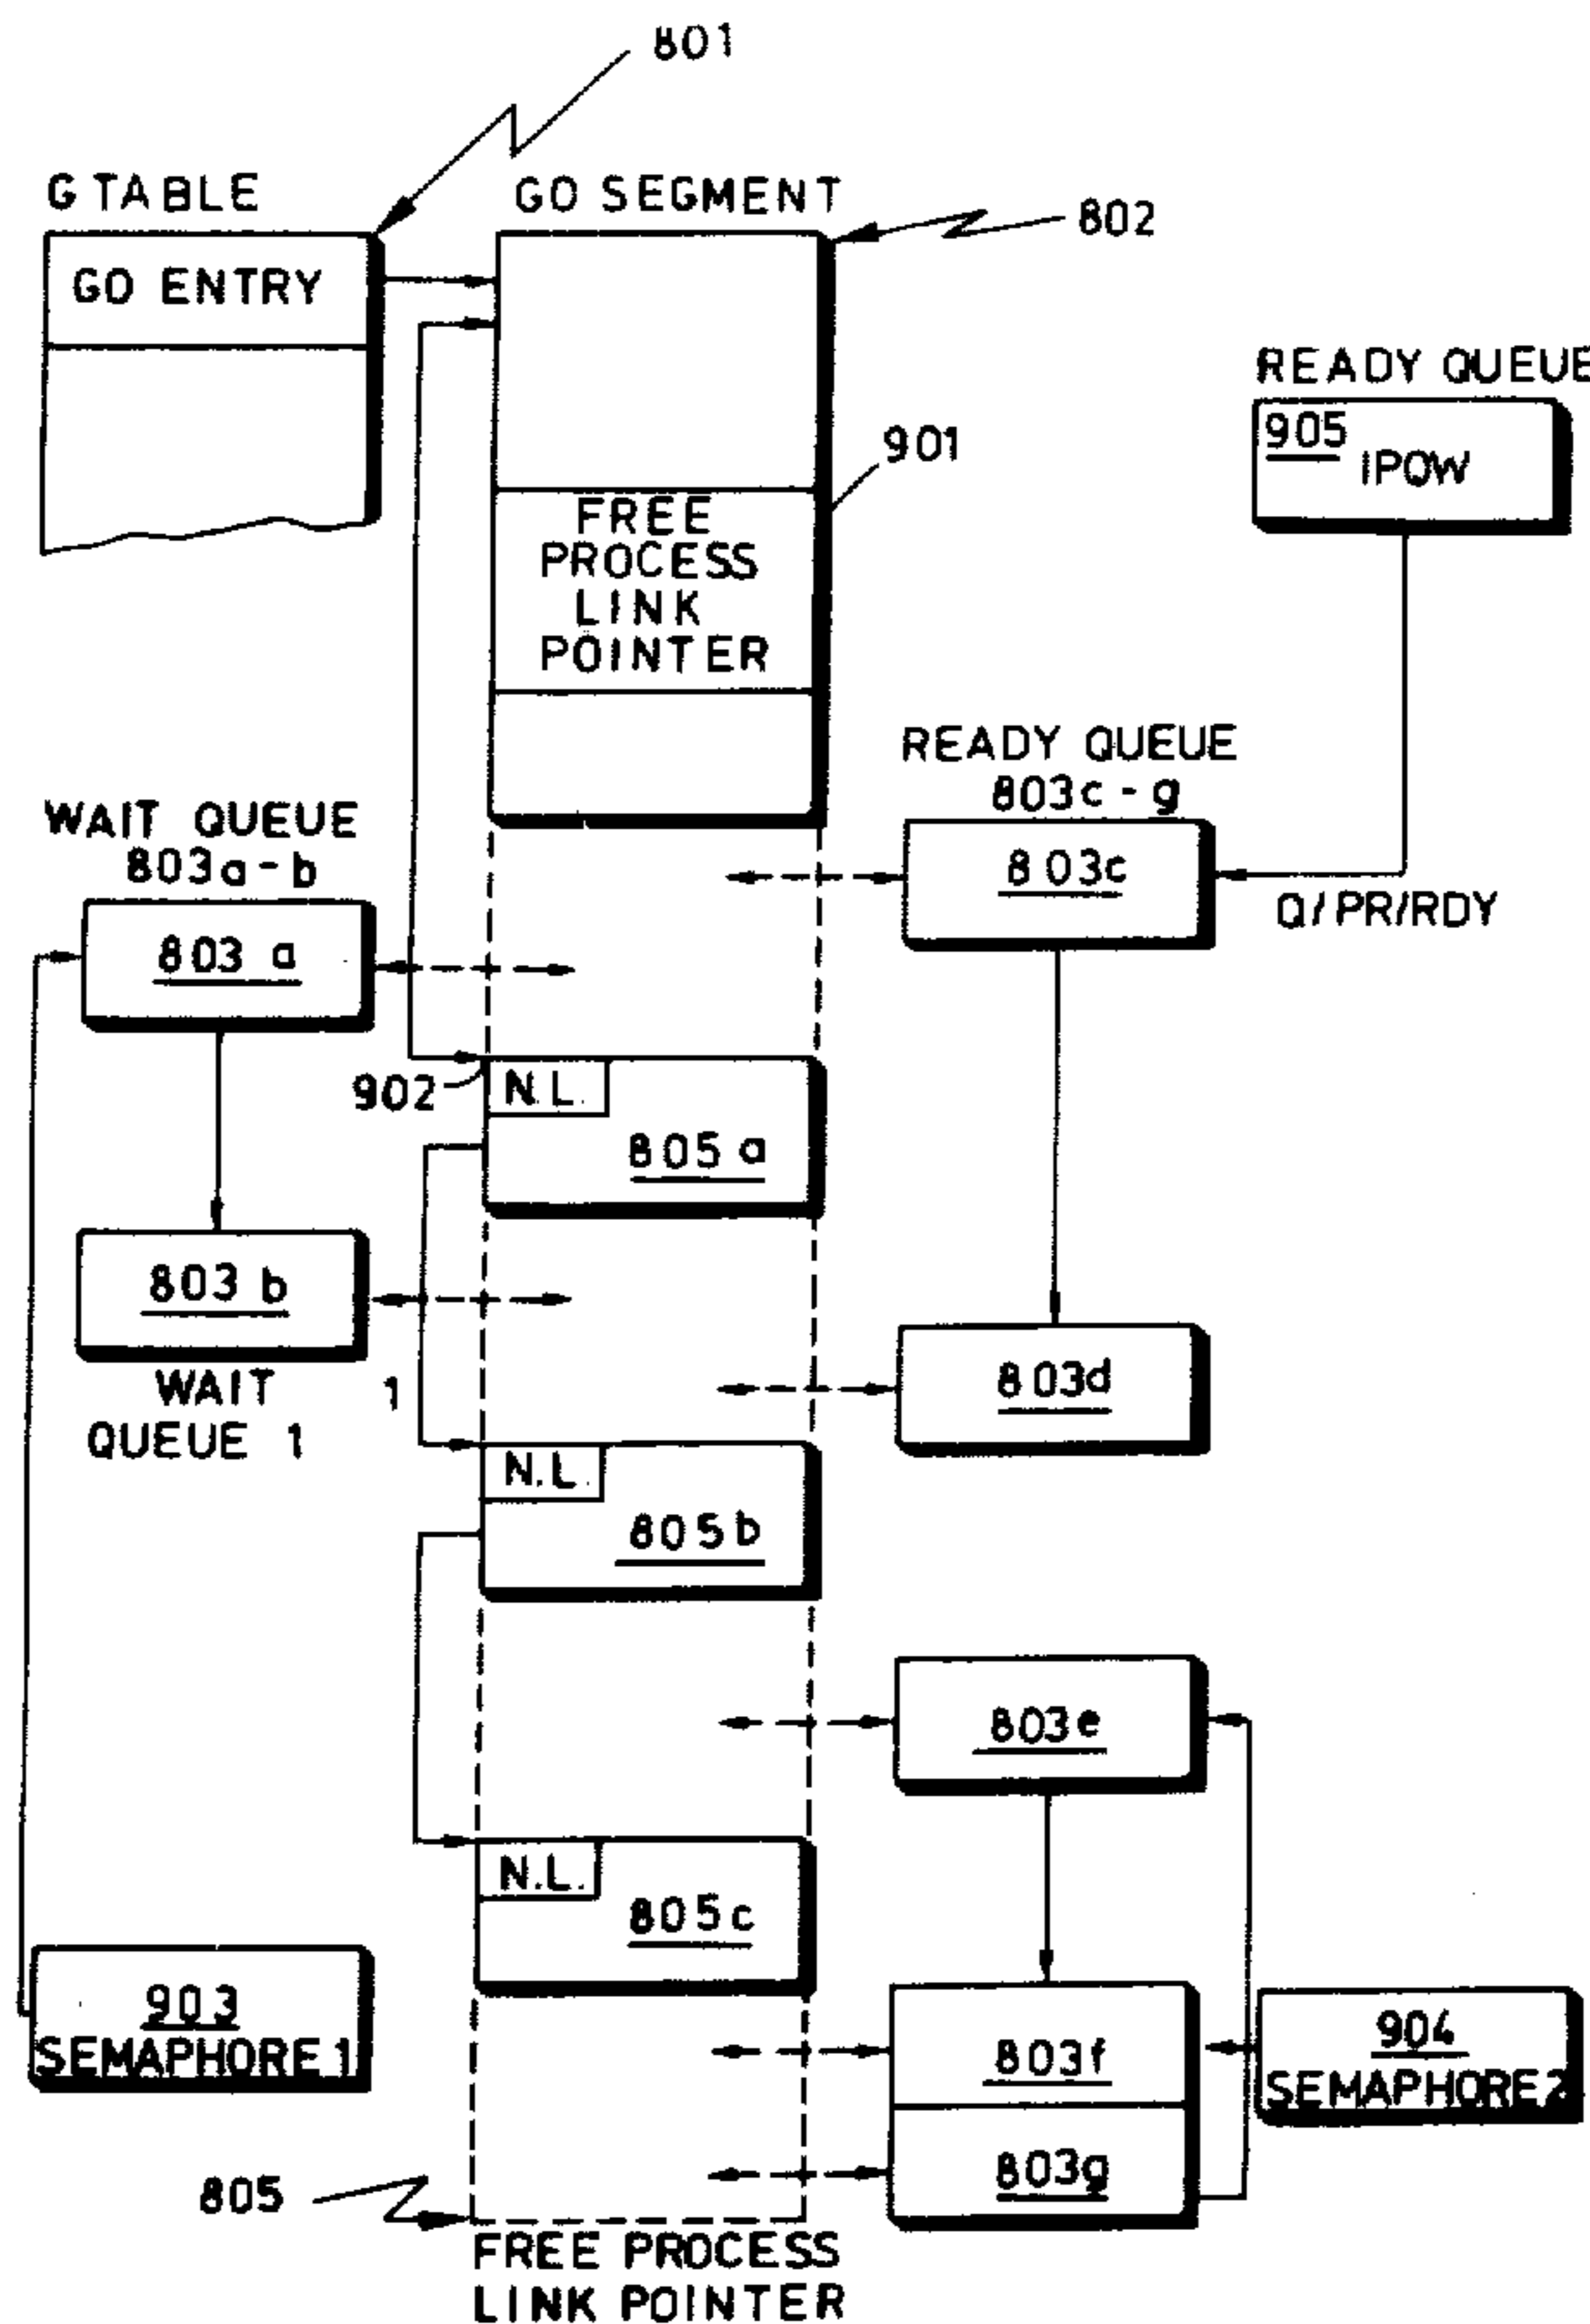 801
G TABLE
GO SEGMENT
802
GO ENTRY
READY QUEUE
905
IPQW
901
FREE
PROCESS
LINK
POINTER
READY QUEUE
803c-g
WAIT QUEUE
803a-b
803c
Q/PR/RDY
803 a
902
N.L.
805 a
803 b
WAIT
QUEUE 1
1
803d
N.L.
805b
803e
N.L.
805c
903
SEMAPHORE 1
803f
904
SEMAPHORE 2
803g
805
FREE PROCESS
LINK POINTER